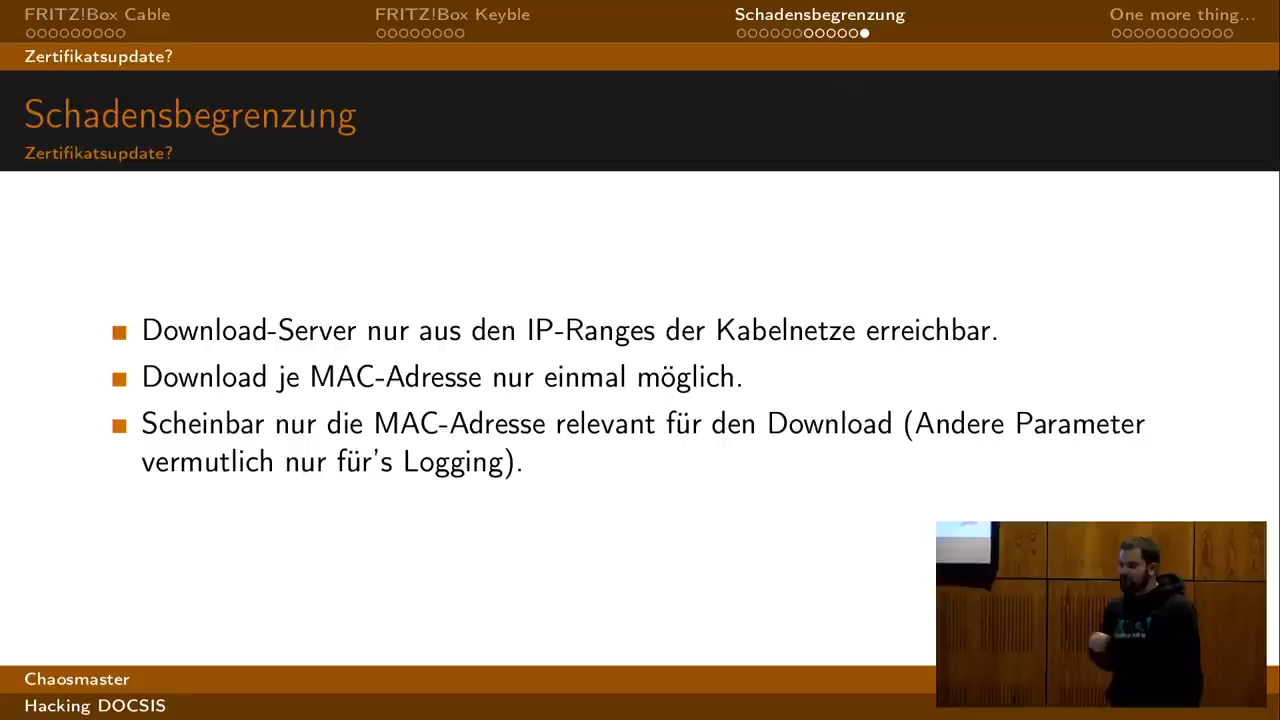 FRITZ!Box Cable
FRITZ!Box Keyble
Schadensbegrenzung
One more thing...
Zertifikatsupdate?
Schadensbegrenzung
Zertifikatsupdate?
Download-Server nur aus den IP-Ranges der Kabelnetze erreichbar.
Download je MAC-Adresse nur einmal möglich.
Scheinbar nur die MAC-Adresse relevant für den Download (Andere Parameter
vermutlich nur für's Logging).
Chaosmaster
Hacking DOCSIS